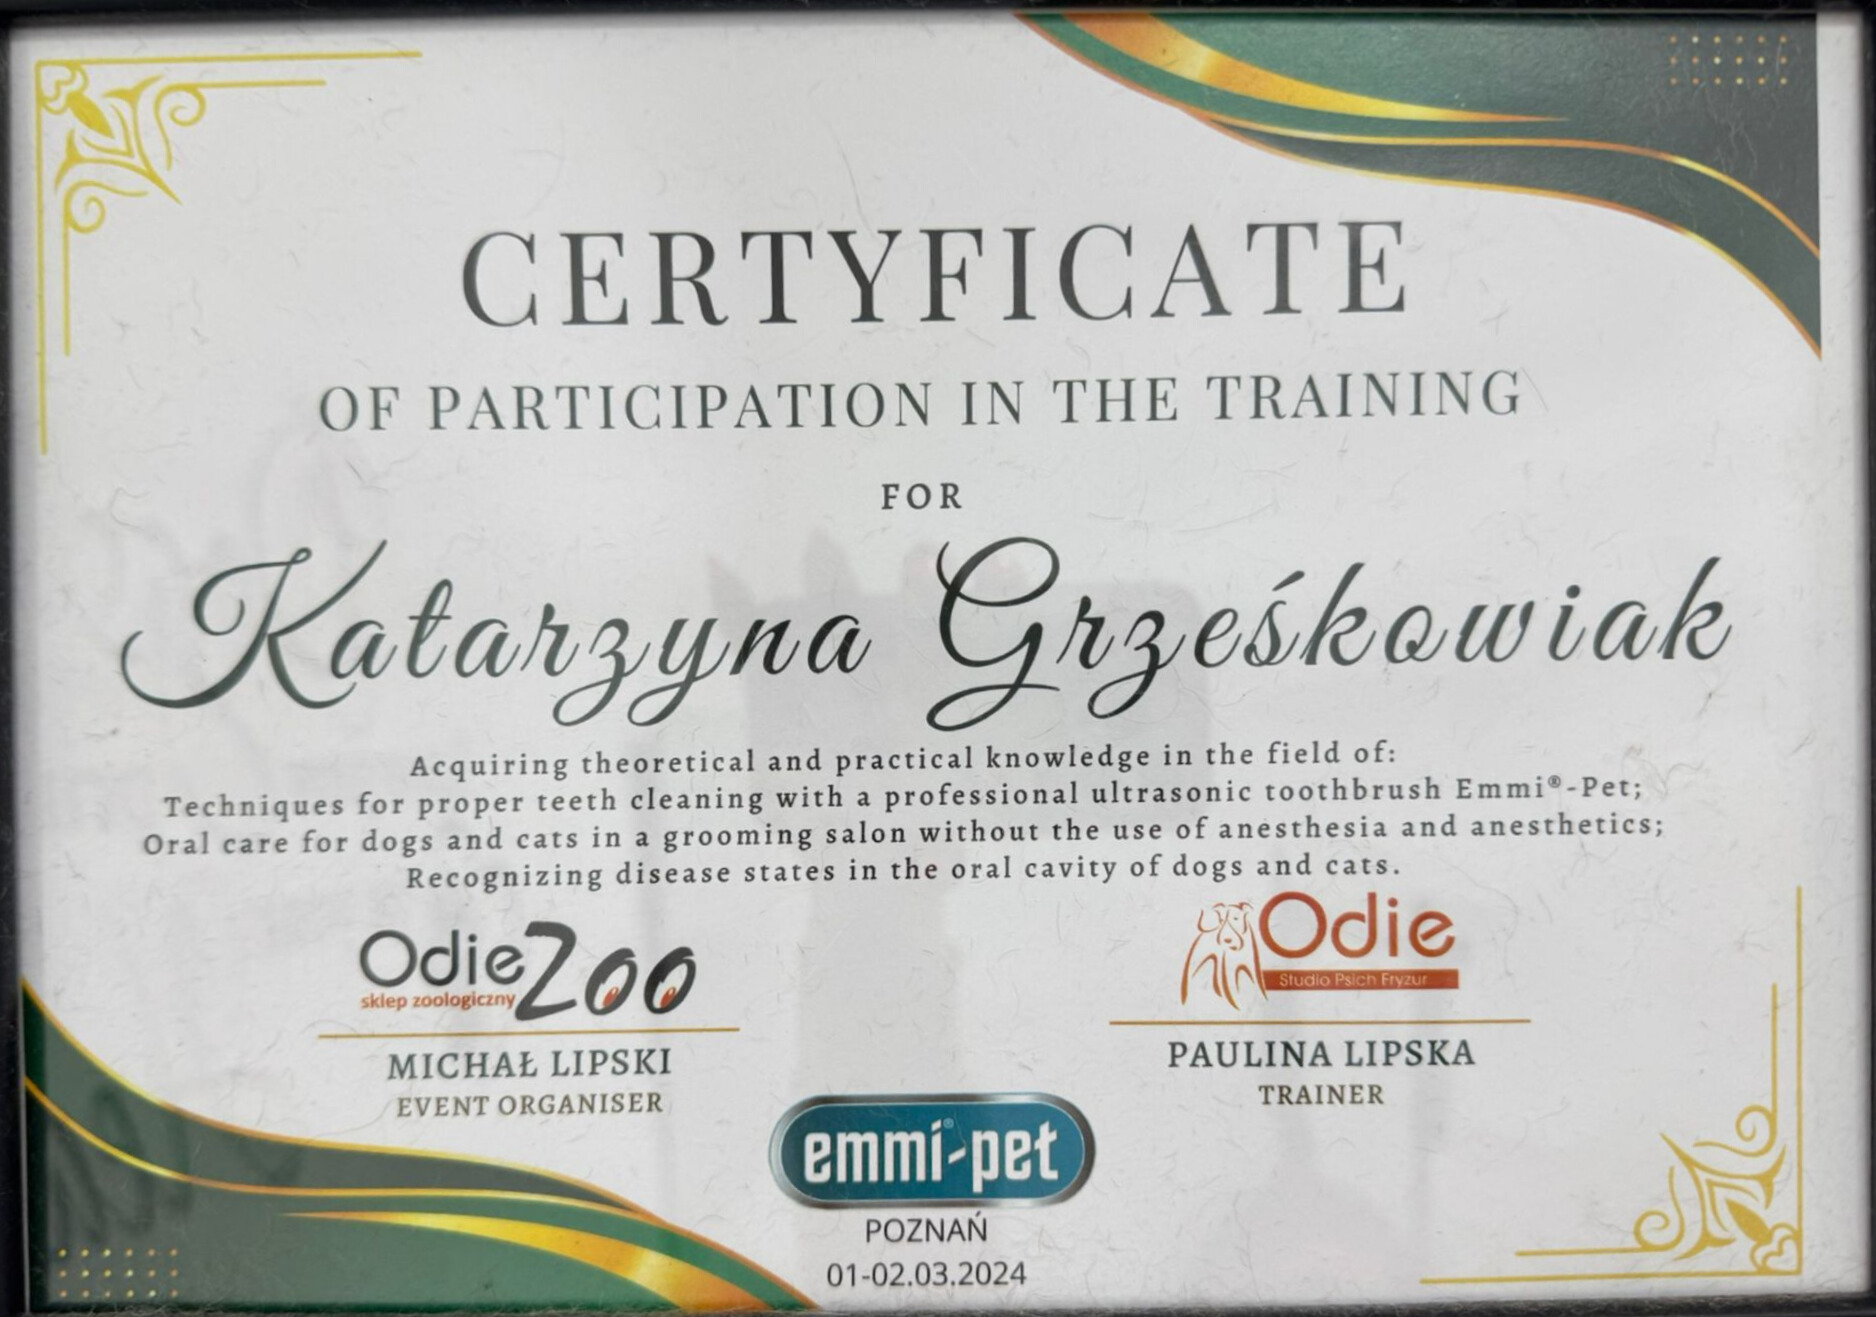 CERTYFICATE
OF PARTICIPATION IN THE TRAINING
FOR
Katarzyna Grześkowiak
Acquiring theoretical and practical knowledge in the field of:
Techniques for proper teeth cleaning with a professional ultrasonic toothbrush Emmi®-Pet;
Oral care for dogs and cats in a grooming salon without the use of anesthesia and anesthetics;
Recognizing disease states in the oral cavity of dogs and cats.
Odie Zoo
sklep zoologiczny
MICHAŁ LIPSKI
EVENT ORGANISER
Odie
Studio Psich Fryzur
PAULINA LIPSKA
TRAINER
emmi®-pet
POZNAŃ
01-02.03.2024